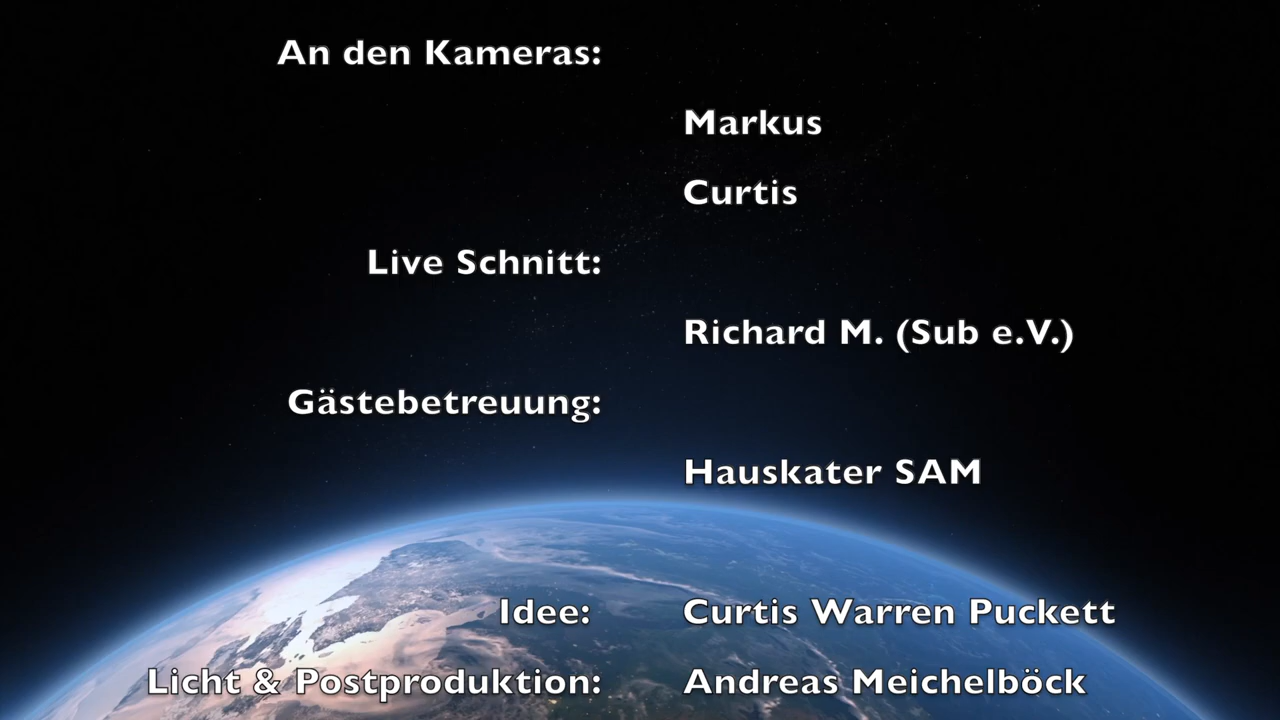 An den Kameras:
Markus
Curtis
Live Schnitt:
Richard M. (Sub e.V.)
Gästebetreuung:
Hauskater SAM
Idee: Curtis Warren Puckett
Licht & Postproduktion: Andreas Meichelböck